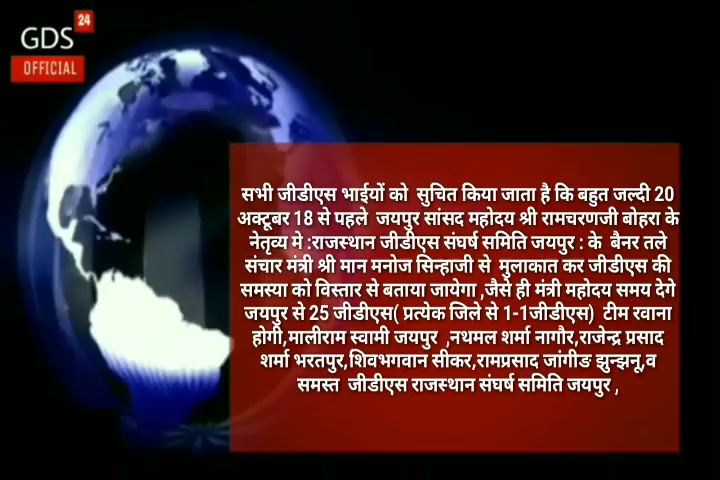 24
GDS
OFFICIAL
सभी जीडीएस भाईयों को सुचित किया जाता है कि बहुत जल्दी 20
अक्टूबर 18 से पहले जयपुर सांसद महोदय श्री रामचरणजी बोहरा के
नेतृव्य मे :राजस्थान जीडीएस संघर्ष समिति जयपुर : के बैनर तले
संचार मंत्री श्री मान मनोज सिन्हाजी से मुलाकात कर जीडीएस की
समस्या को विस्तार से बताया जायेगा ,जैसे ही मंत्री महोदय समय देगे
जयपुर से 25 जीडीएस( प्रत्येक जिले से 1-1जीडीएस) टीम रवाना
होगी,मालीराम स्वामी जयपुर ,नथमल शर्मा नागौर,राजेन्द्र प्रसाद
शर्मा भरतपुर,शिवभगवान सीकर,रामप्रसाद जांगीङ झुन्झनू,व
समस्त जीडीएस राजस्थान संघर्ष समिति जयपुर ,